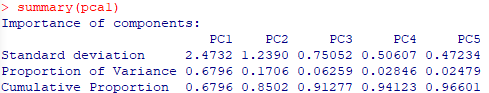 > summary(pca1)
Importance of components:
PC1 PC2 PC3 PC4 PC5
Standard deviation 2.4732 1.2390 0.75052 0.50607 0.47234
Proportion of Variance 0.6796 0.1706 0.06259 0.02846 0.02479
Cumulative Proportion 0.6796 0.8502 0.91277 0.94123 0.96601